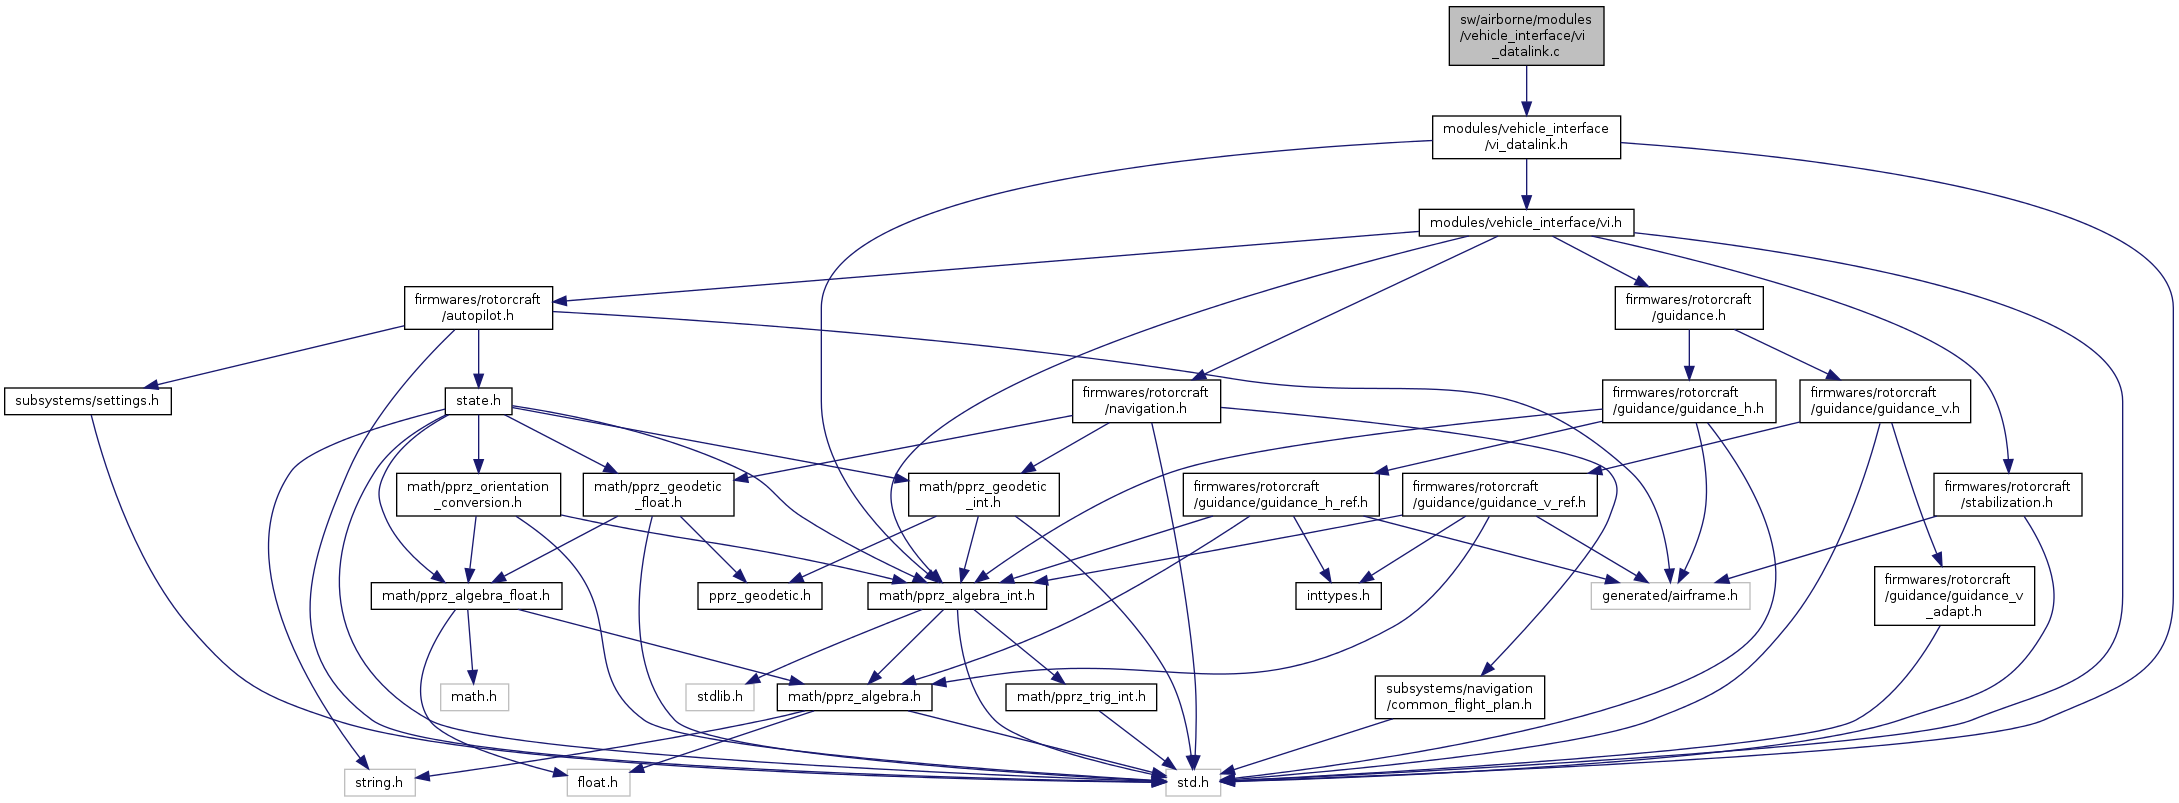 sw/airborne/modules
/vehicle_interface/vi
_datalink.c
modules/vehicle_interface
/vi_datalink.h
modules/vehicle_interface/vi.h
firmwares/rotorcraft
/autopilot.h
firmwares/rotorcraft
/guidance.h
subsystems/settings.h
state.h
firmwares/rotorcraft
/navigation.h
firmwares/rotorcraft
/guidance/guidance_h.h
firmwares/rotorcraft
/guidance/guidance_v.h
math/pprz_orientation
_conversion.h
math/pprz_geodetic
_float.h
math/pprz_geodetic
_int.h
firmwares/rotorcraft
/guidance/guidance_h_ref.h
firmwares/rotorcraft
/guidance/guidance_v_ref.h
firmwares/rotorcraft
/stabilization.h
math/pprz_algebra_float.h
pprz_geodetic.h
math/pprz_algebra_int.h
inttypes.h
generated/airframe.h
firmwares/rotorcraft
/guidance/guidance_v
_adapt.h
math.h
stdlib.h
math/pprz_algebra.h
math/pprz_trig_int.h
subsystems/navigation
/common_flight_plan.h
string.h
float.h
std.h